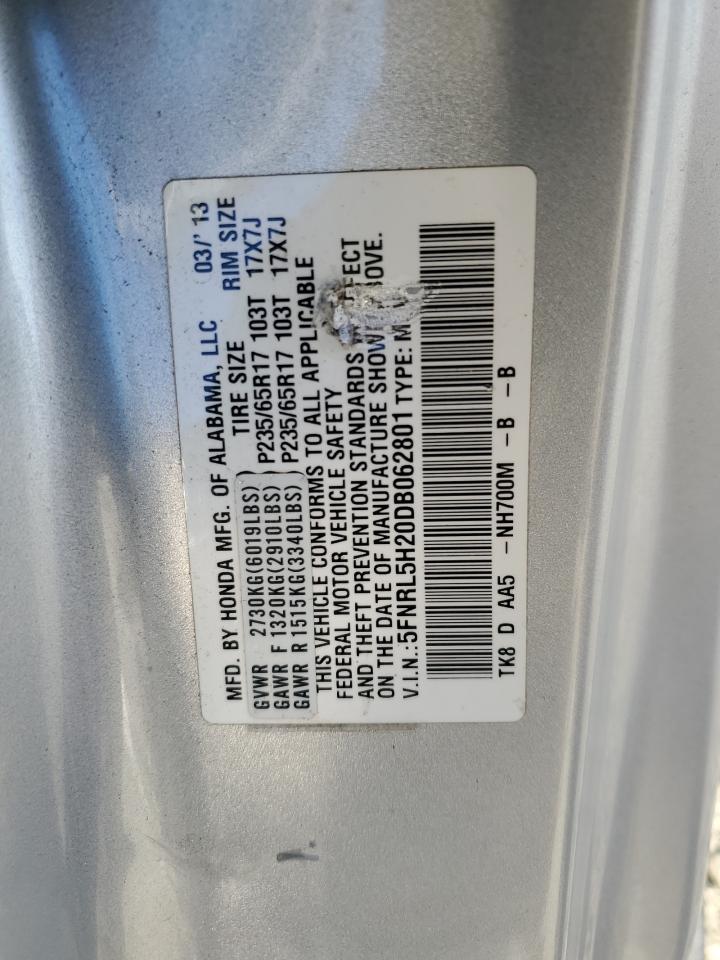 MFD. BY HONDA MFG. OF ALABAMA, LLC 03/'13
GVWR 2730KG(6019LBS) TIRE SIZE RIM SIZE
GAWR F 1320KG(2910LBS) P235/65R17 103T 17X7J
GAWR R 1515KG(3340LBS) P235/65R17 103T 17X7J
THIS VEHICLE CONFORMS TO ALL APPLICABLE
FEDERAL MOTOR VEHICLE SAFETY
AND THEFT PREVENTION STANDARDS
ON THE DATE OF MANUFACTURE SHOWN
V.I.N.:5FNRL5H20DB062801 TYPE:
TK8 D AA5 -NH700M -B -B